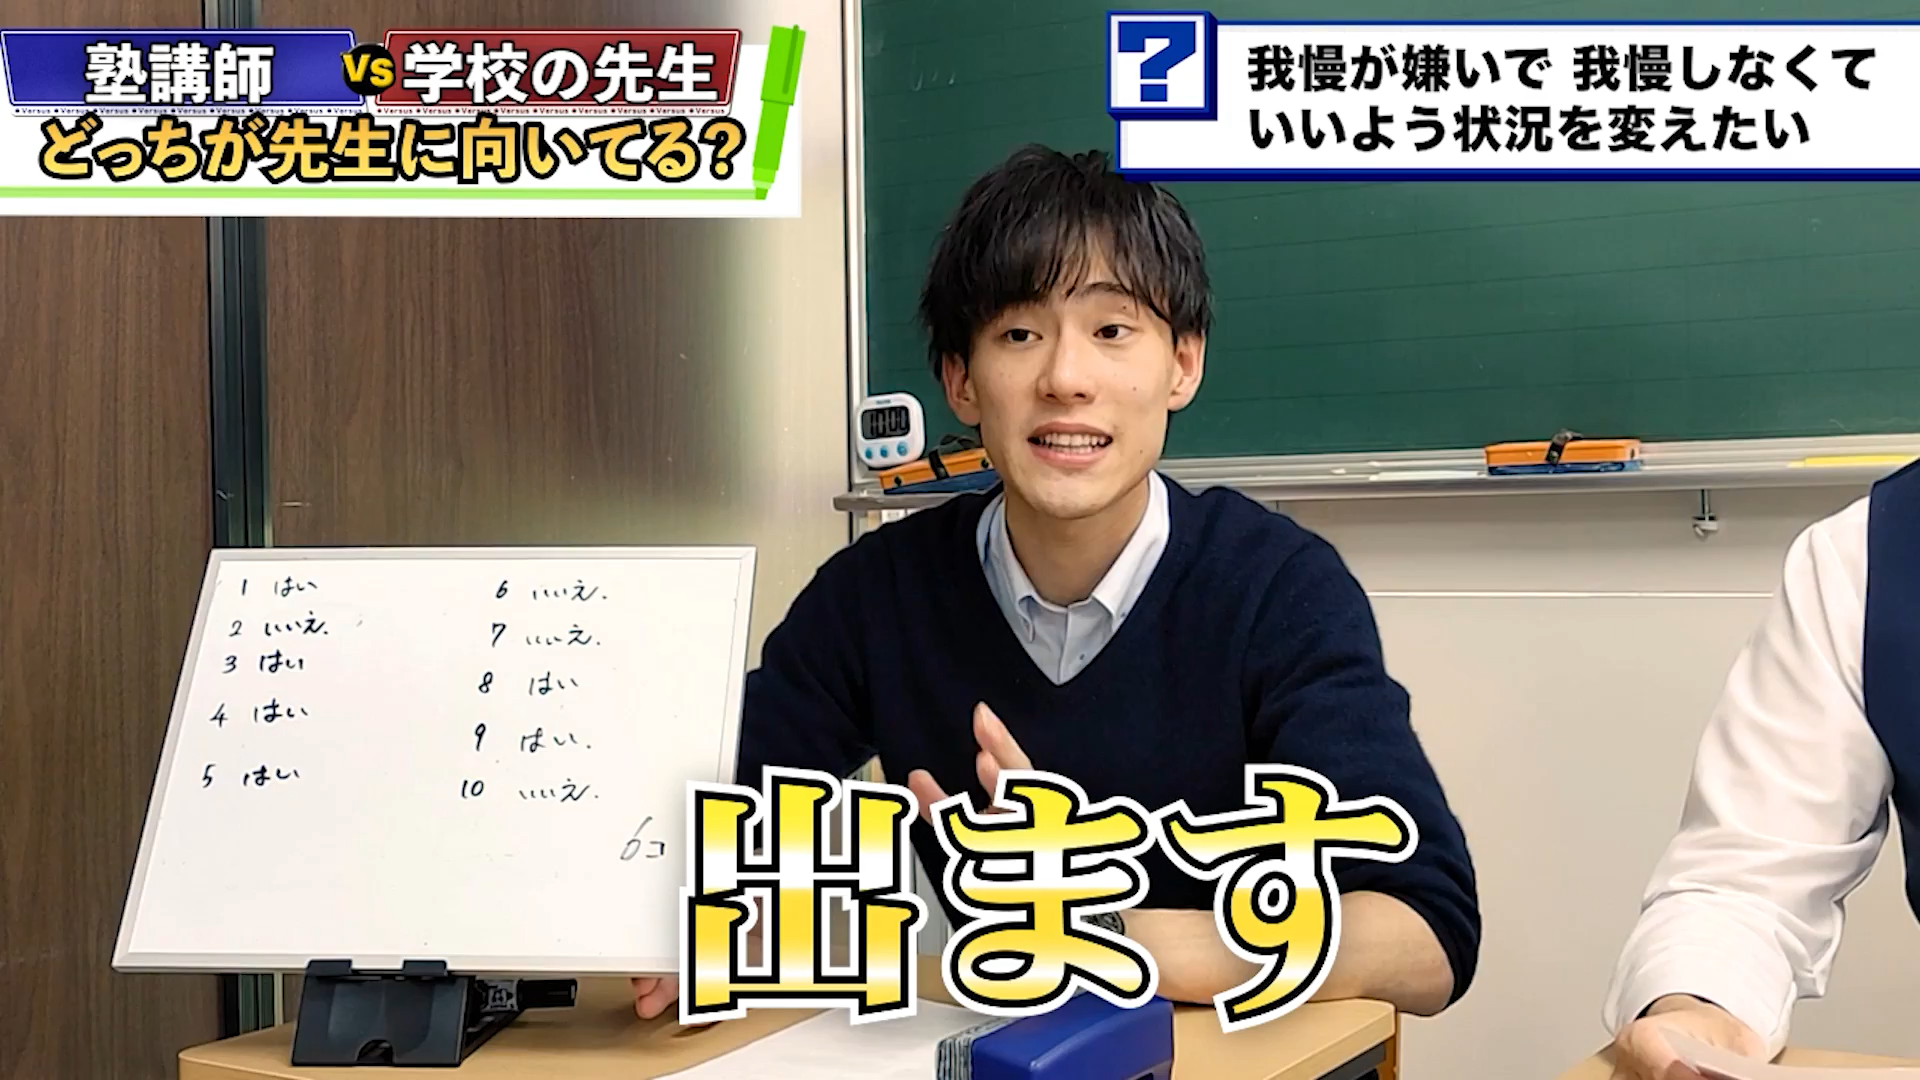 塾講師 VS 学校の先生
どっちが先生に向いてる?
?
我慢が嫌いで 我慢しなくて
いいよう状況を変えたい
1 はい
2 いいえ.
3 はい
4 はい
5 はい
6 いいえ.
7 いいえ.
8 はい
9 はい.
10 いいえ.
6コ
出ます